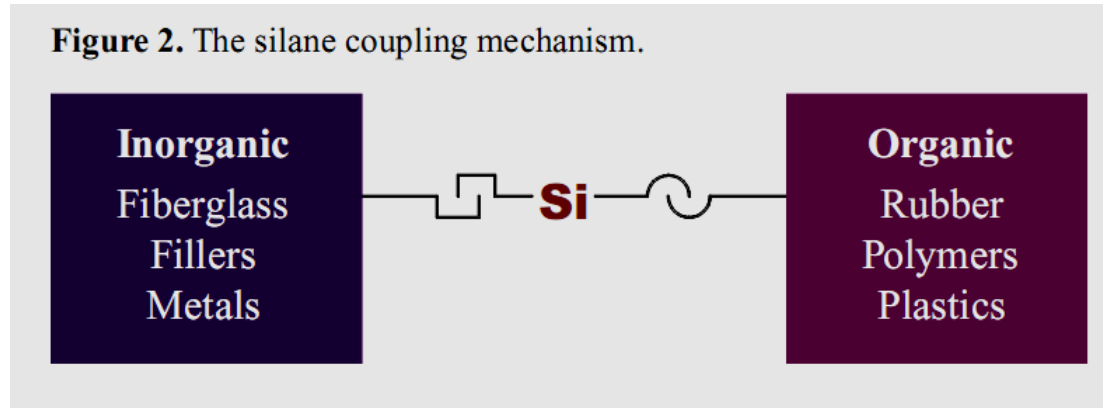 Figure 2. The silane coupling mechanism.
Inorganic
Fiberglass
Fillers
Metals
Si
Organic
Rubber
Polymers
Plastics